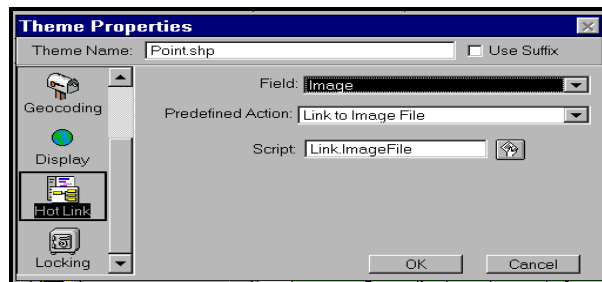 Theme Properties
Theme Name: Point.shp Use Suffix
Geocoding
Display
Hot Link
Locking
Field: Image
Predefined Action: Link to Image File
Script: Link.ImageFile
OK Cancel